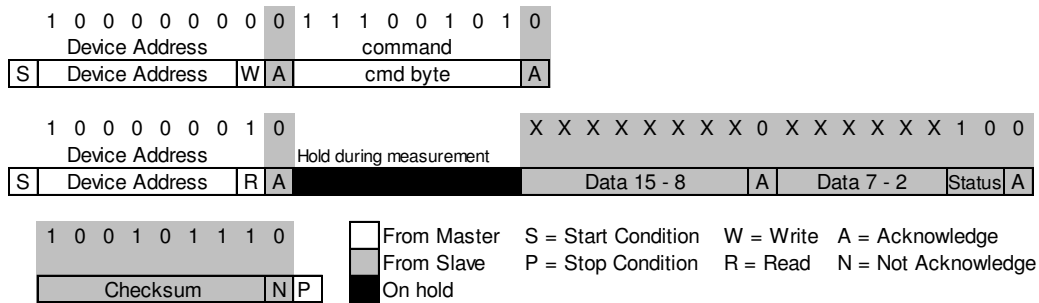 1 0 0 0 0 0 0 0 0 1 1 1 0 0 1 0 1 0
Device Address command
S Device Address W A cmd byte A
1 0 0 0 0 0 0 1 0 X X X X X X X X 0 X X X X X X 1 0 0
Device Address Hold during measurement
S Device Address R A Data 15 - 8 A Data 7 - 2 Status A
1 0 0 1 0 1 1 1 0 From Master S = Start Condition W = Write A = Acknowledge
From Slave P = Stop Condition R = Read N = Not Acknowledge
Checksum N P On hold